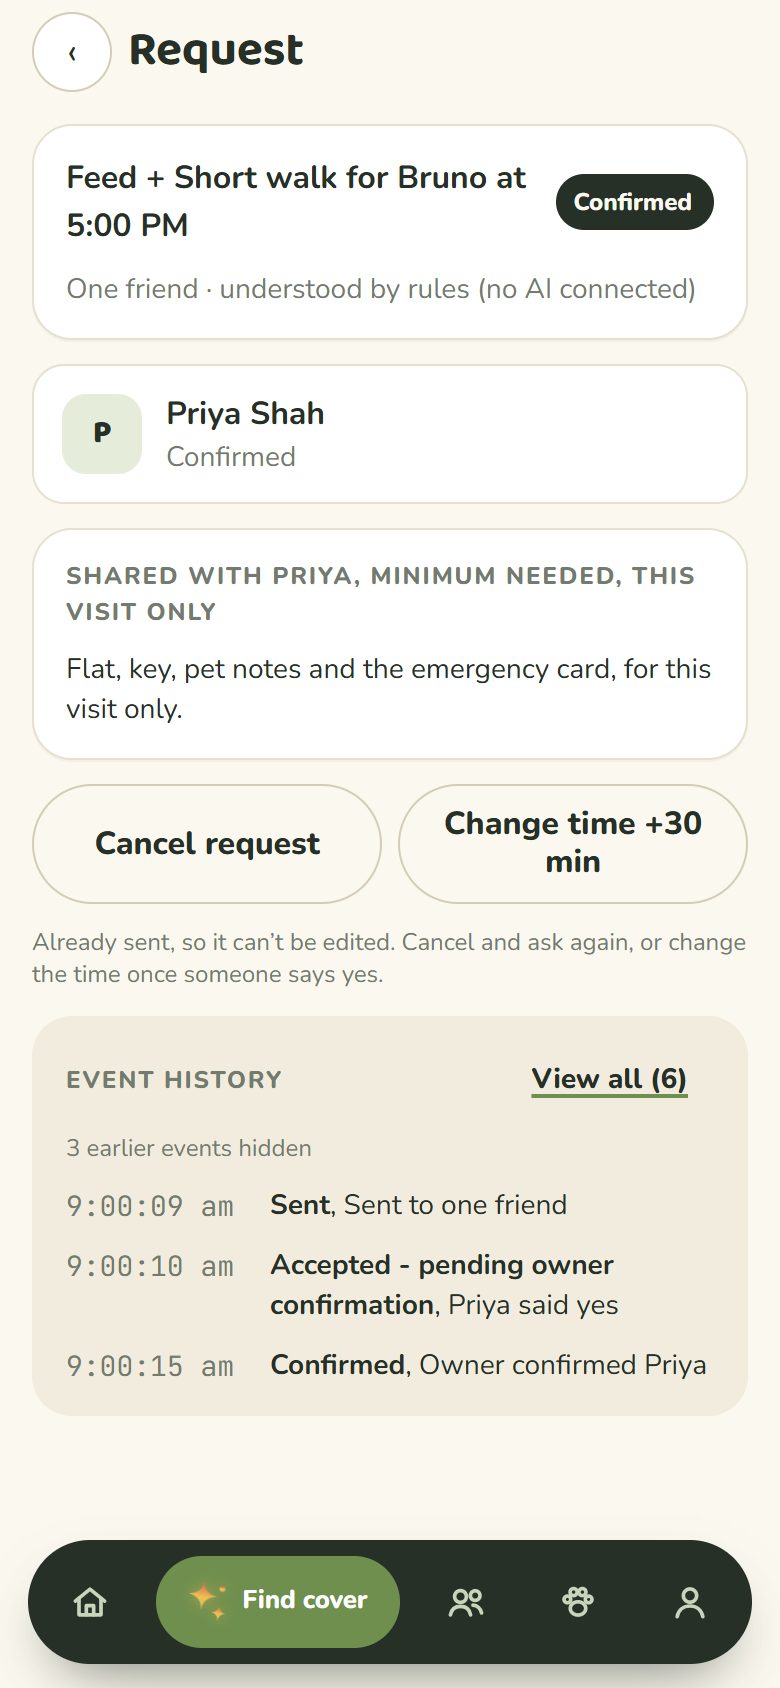 ‹ Request
Feed + Short walk for Bruno at
5:00 PM
Confirmed
One friend · understood by rules (no AI connected)
P
Priya Shah
Confirmed
SHARED WITH PRIYA, MINIMUM NEEDED, THIS
VISIT ONLY
Flat, key, pet notes and the emergency card, for this
visit only.
Cancel request
Change time +30
min
Already sent, so it can’t be edited. Cancel and ask again, or change
the time once someone says yes.
EVENT HISTORY
View all (6)
3 earlier events hidden
9:00:09 am Sent, Sent to one friend
9:00:10 am Accepted - pending owner
confirmation, Priya said yes
9:00:15 am Confirmed, Owner confirmed Priya
Find cover